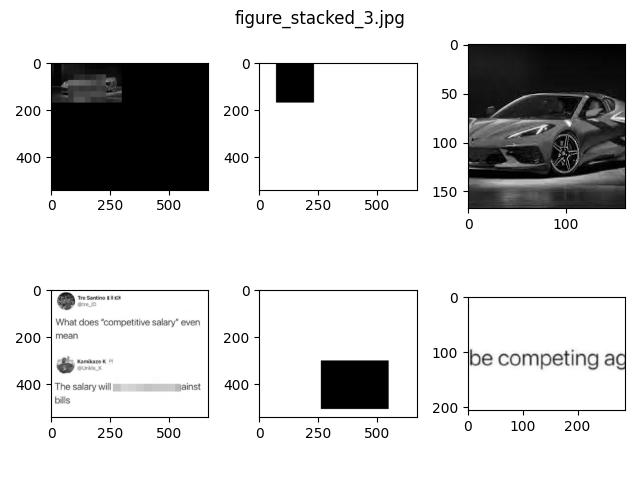 figure_stacked_3.jpg
0
200
400
0 250 500
0
200
400
0 250 500
0
50
100
150
0 100
0
200
400
Tre Santino
What does "competitive salary" even
mean
Kamikaze K
@Unkle_K
The salary will ainst
bills
0 250 500
0
200
400
0 250 500
0
100
200
be competing ag
0 100 200